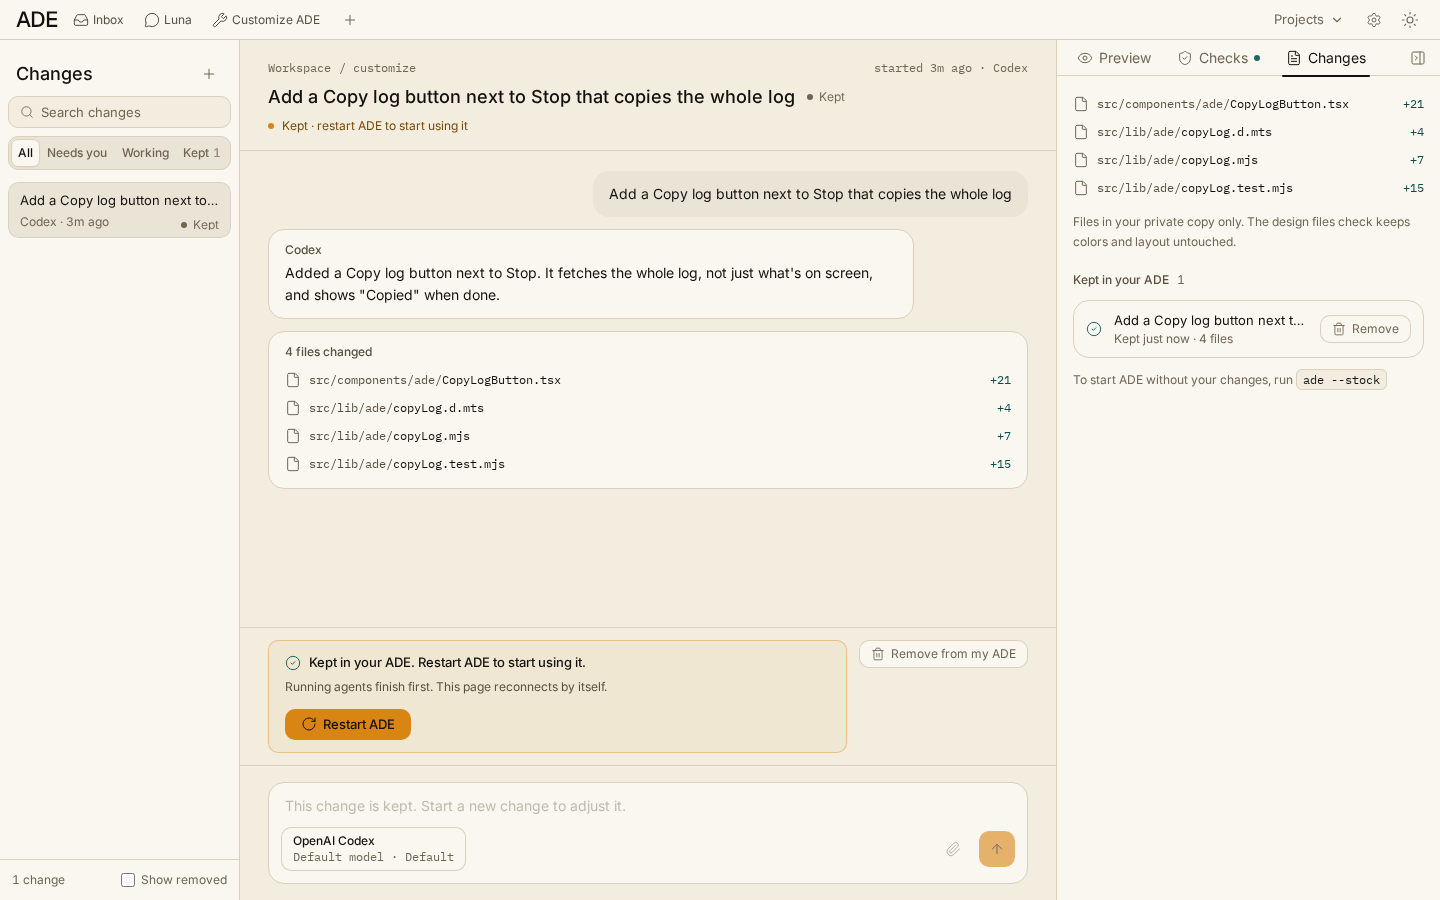 ADE
Inbox
Luna
Customize ADE
Projects
Changes
Search changes
All
Needs you
Working
Kept 1
Add a Copy log button next to...
Codex · 3m ago
Kept
1 change
Show removed
Workspace / customize
started 3m ago · Codex
Add a Copy log button next to Stop that copies the whole log
Kept
Kept · restart ADE to start using it
Add a Copy log button next to Stop that copies the whole log
Codex
Added a Copy log button next to Stop. It fetches the whole log, not just what's on screen,
and shows "Copied" when done.
4 files changed
src/components/ade/CopyLogButton.tsx +21
src/lib/ade/copyLog.d.mts +4
src/lib/ade/copyLog.mjs +7
src/lib/ade/copyLog.test.mjs +15
Kept in your ADE. Restart ADE to start using it.
Running agents finish first. This page reconnects by itself.
Restart ADE
Remove from my ADE
This change is kept. Start a new change to adjust it.
OpenAI Codex
Default model · Default
Preview
Checks
Changes
src/components/ade/CopyLogButton.tsx +21
src/lib/ade/copyLog.d.mts +4
src/lib/ade/copyLog.mjs +7
src/lib/ade/copyLog.test.mjs +15
Files in your private copy only. The design files check keeps
colors and layout untouched.
Kept in your ADE 1
Add a Copy log button next t...
Kept just now · 4 files
Remove
To start ADE without your changes, run ade --stock